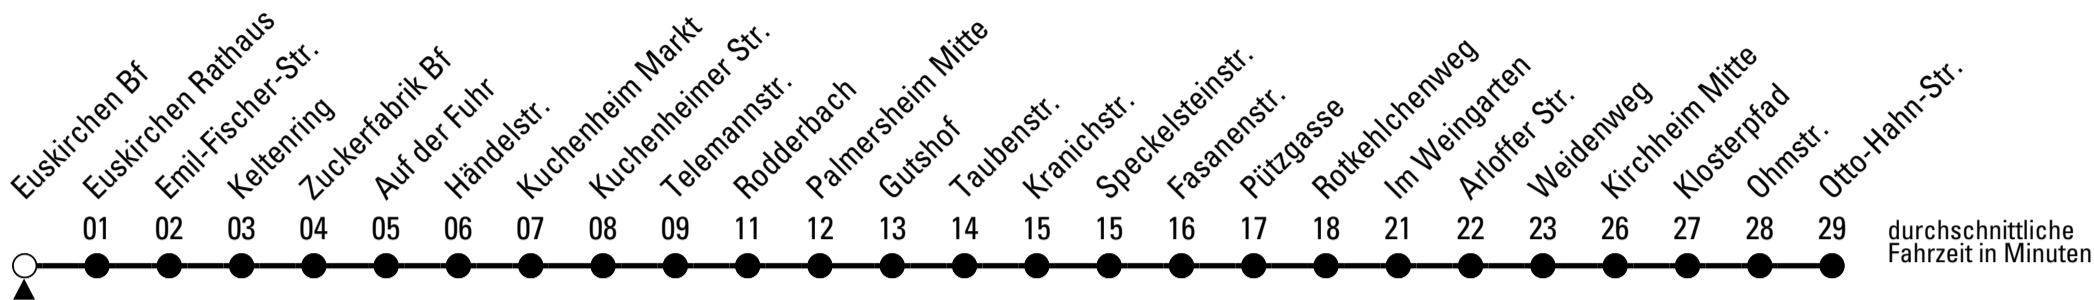 Euskirchen Bf
Euskirchen Rathaus
Emil-Fischer-Str.
Keltenring
Zuckerfabrik Bf
Auf der Fuhr
Händelstr.
Kuchenheim Markt
Kuchenheimer Str.
Telemannstr.
Rodderbach
Palmersheim Mitte
Gutshof
Taubenstr.
Kranichstr.
Speckelsteinstr.
Fasanenstr.
Pützgasse
Rotkehlchenweg
Im Weingarten
Arloffer Str.
Weidenweg
Kirchheim Mitte
Klosterpfad
Ohmstr.
Otto-Hahn-Str.
01 02 03 04 05 06 07 08 09 11 12 13 14 15 15 16 17 18 21 22 23 26 27 28 29
durchschnittliche
Fahrzeit in Minuten